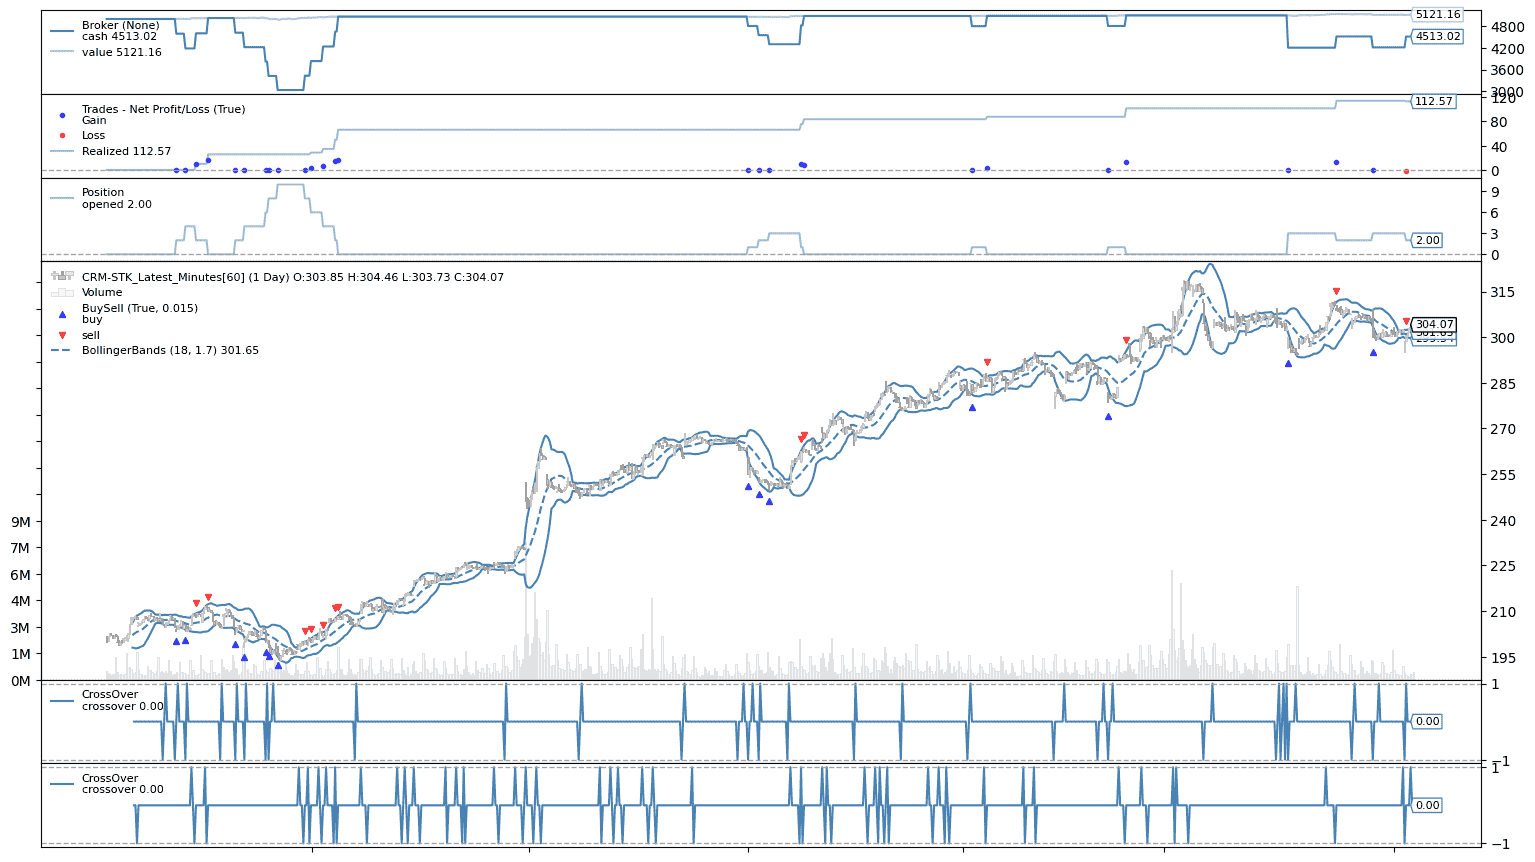 Broker (None)
cash 4513.02
value 5121.16
5121.16
4800
4513.02
4200
3600
3000
Trades - Net Profit/Loss (True)
Gain
Loss
Realized 112.57
120
112.57
80
40
0
Position
opened 2.00
9
6
3
2.00
0
CRM-STK_Latest_Minutes[60] (1 Day) O:303.85 H:304.46 L:303.73 C:304.07
Volume
BuySell (True, 0.015)
buy
sell
BollingerBands (18, 1.7) 301.65
315
304.07
301.65
300
285
270
255
240
225
210
195
9M
7M
6M
4M
3M
1M
0M
CrossOver
crossover 0.00
1
0.00
−1
CrossOver
crossover 0.00
1
0.00
−1